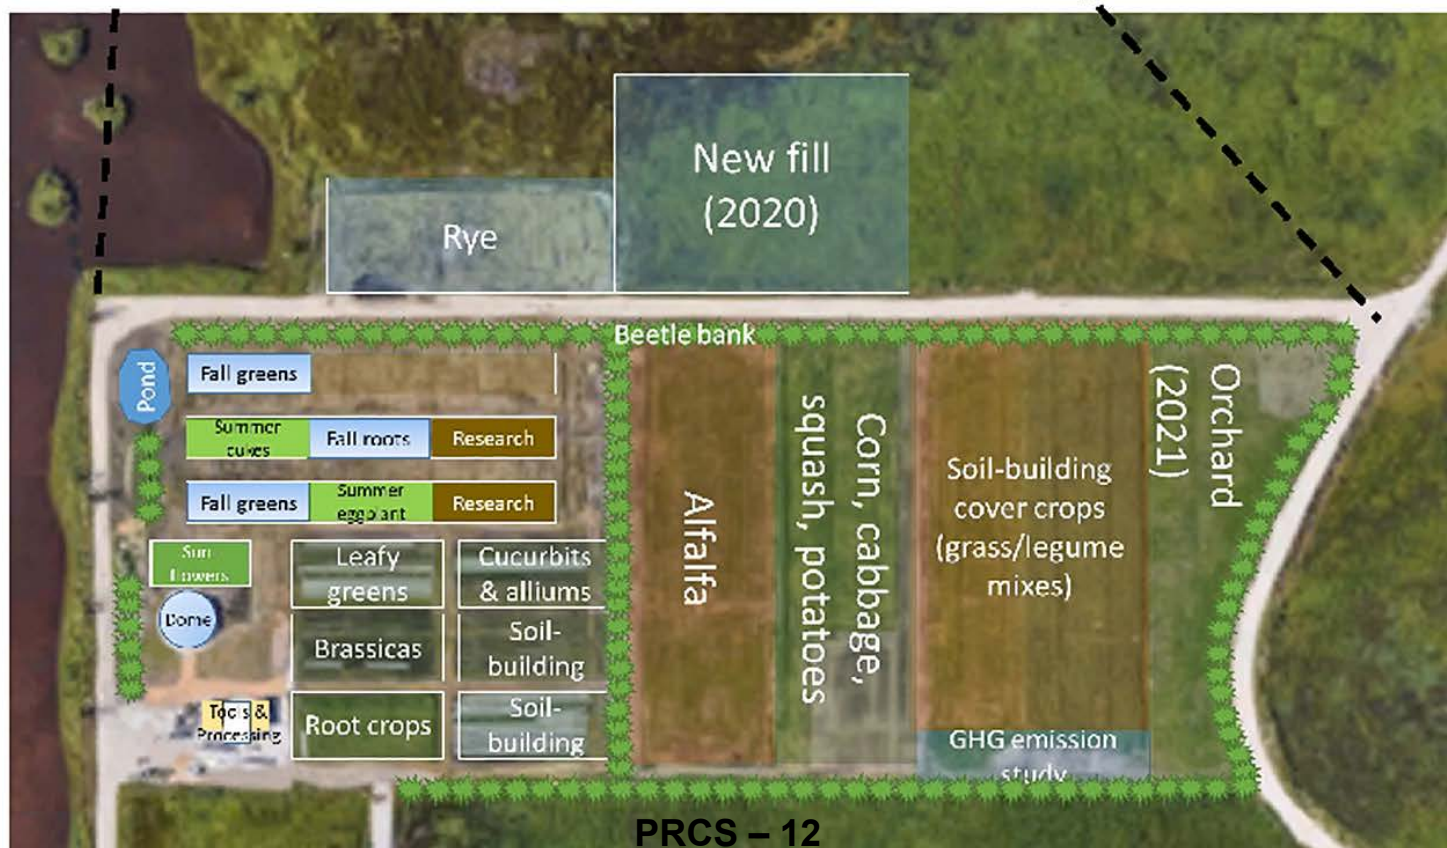 New fill
(2020)
Rye
Beetle bank
Pond
Fall greens
Summer
cukes
Fall roots
Research
Fall greens
Summer
eggplant
Research
Sun
flowers
Leafy
greens
Cucurbits
& alliums
Dome
Brassicas
Soil-
building
Tools &
Processing
Root crops
Soil-
building
Alfalfa
Corn, cabbage,
squash, potatoes
Soil-building
cover crops
(grass/legume
mixes)
Orchard
(2021)
GHG emission
study
PRCS – 12